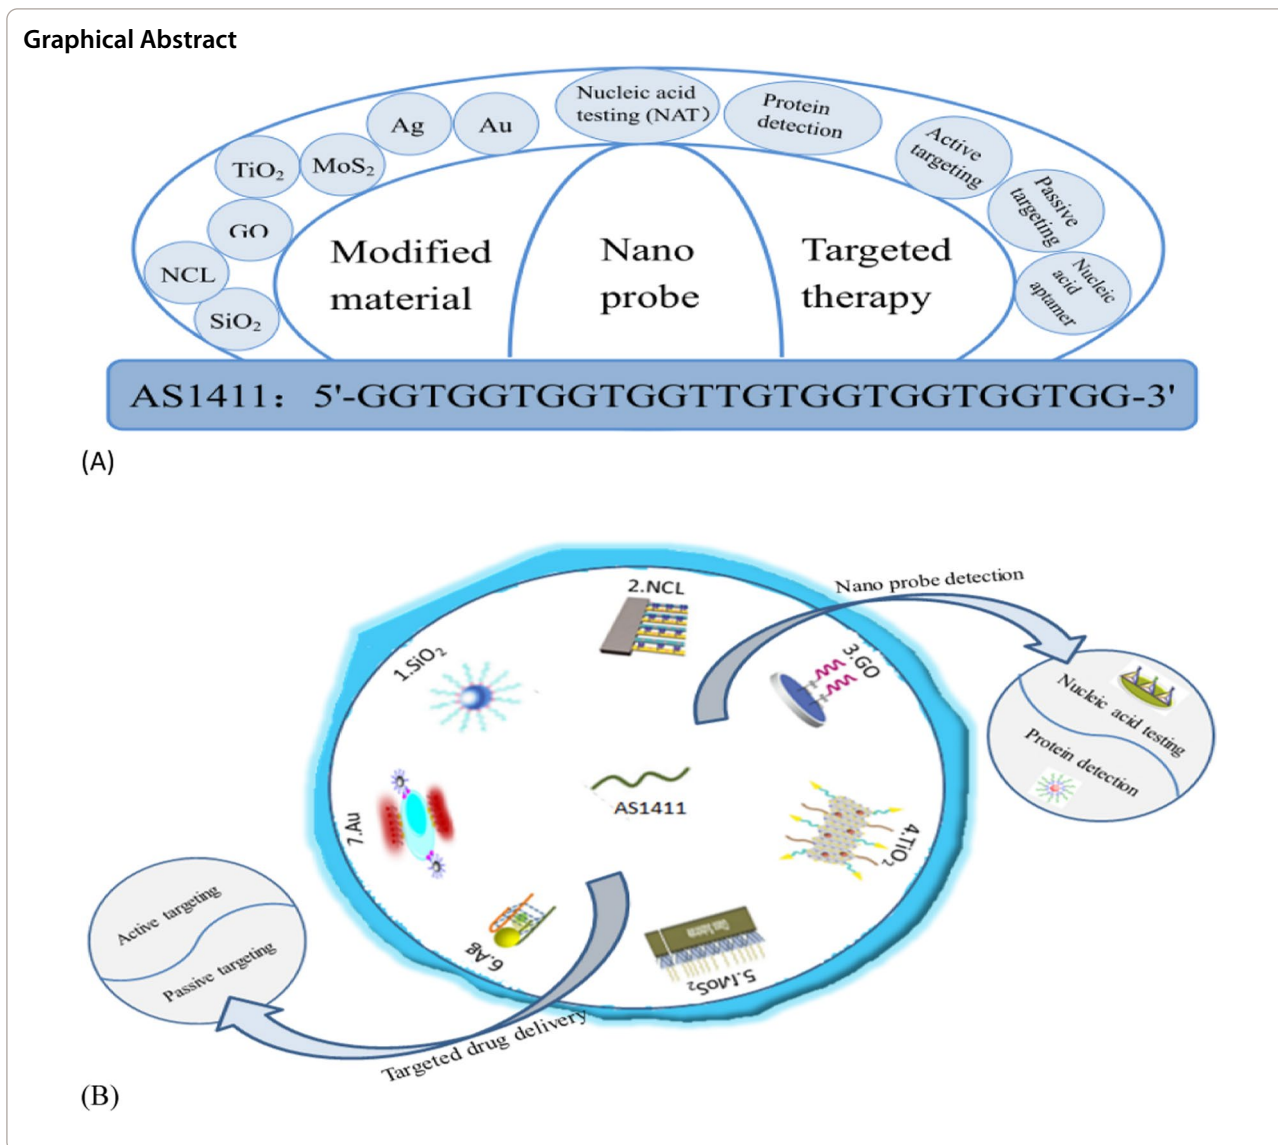 Graphical Abstract
Nucleic acid
testing (NAT)
Protein
detection
Ag
Au
Active
targeting
TiO₂
MoS₂
Passive
targeting
GO
NCL
SiO₂
Nucleic
acid
aptamer
Modified
material
Nano
probe
Targeted
therapy
AS1411： 5'-GGTGGTGGTGGTTGTGGTGGTGGTGG-3'
(A)
Nano probe detection
2.NCL
1.SiO₂
3.GO
Nucleic acid testing
Protein detection
AS1411
7.Au
4.TiO₂
Active targeting
Passive targeting
6.Ag
5.MoS₂
Targeted drug delivery
(B)